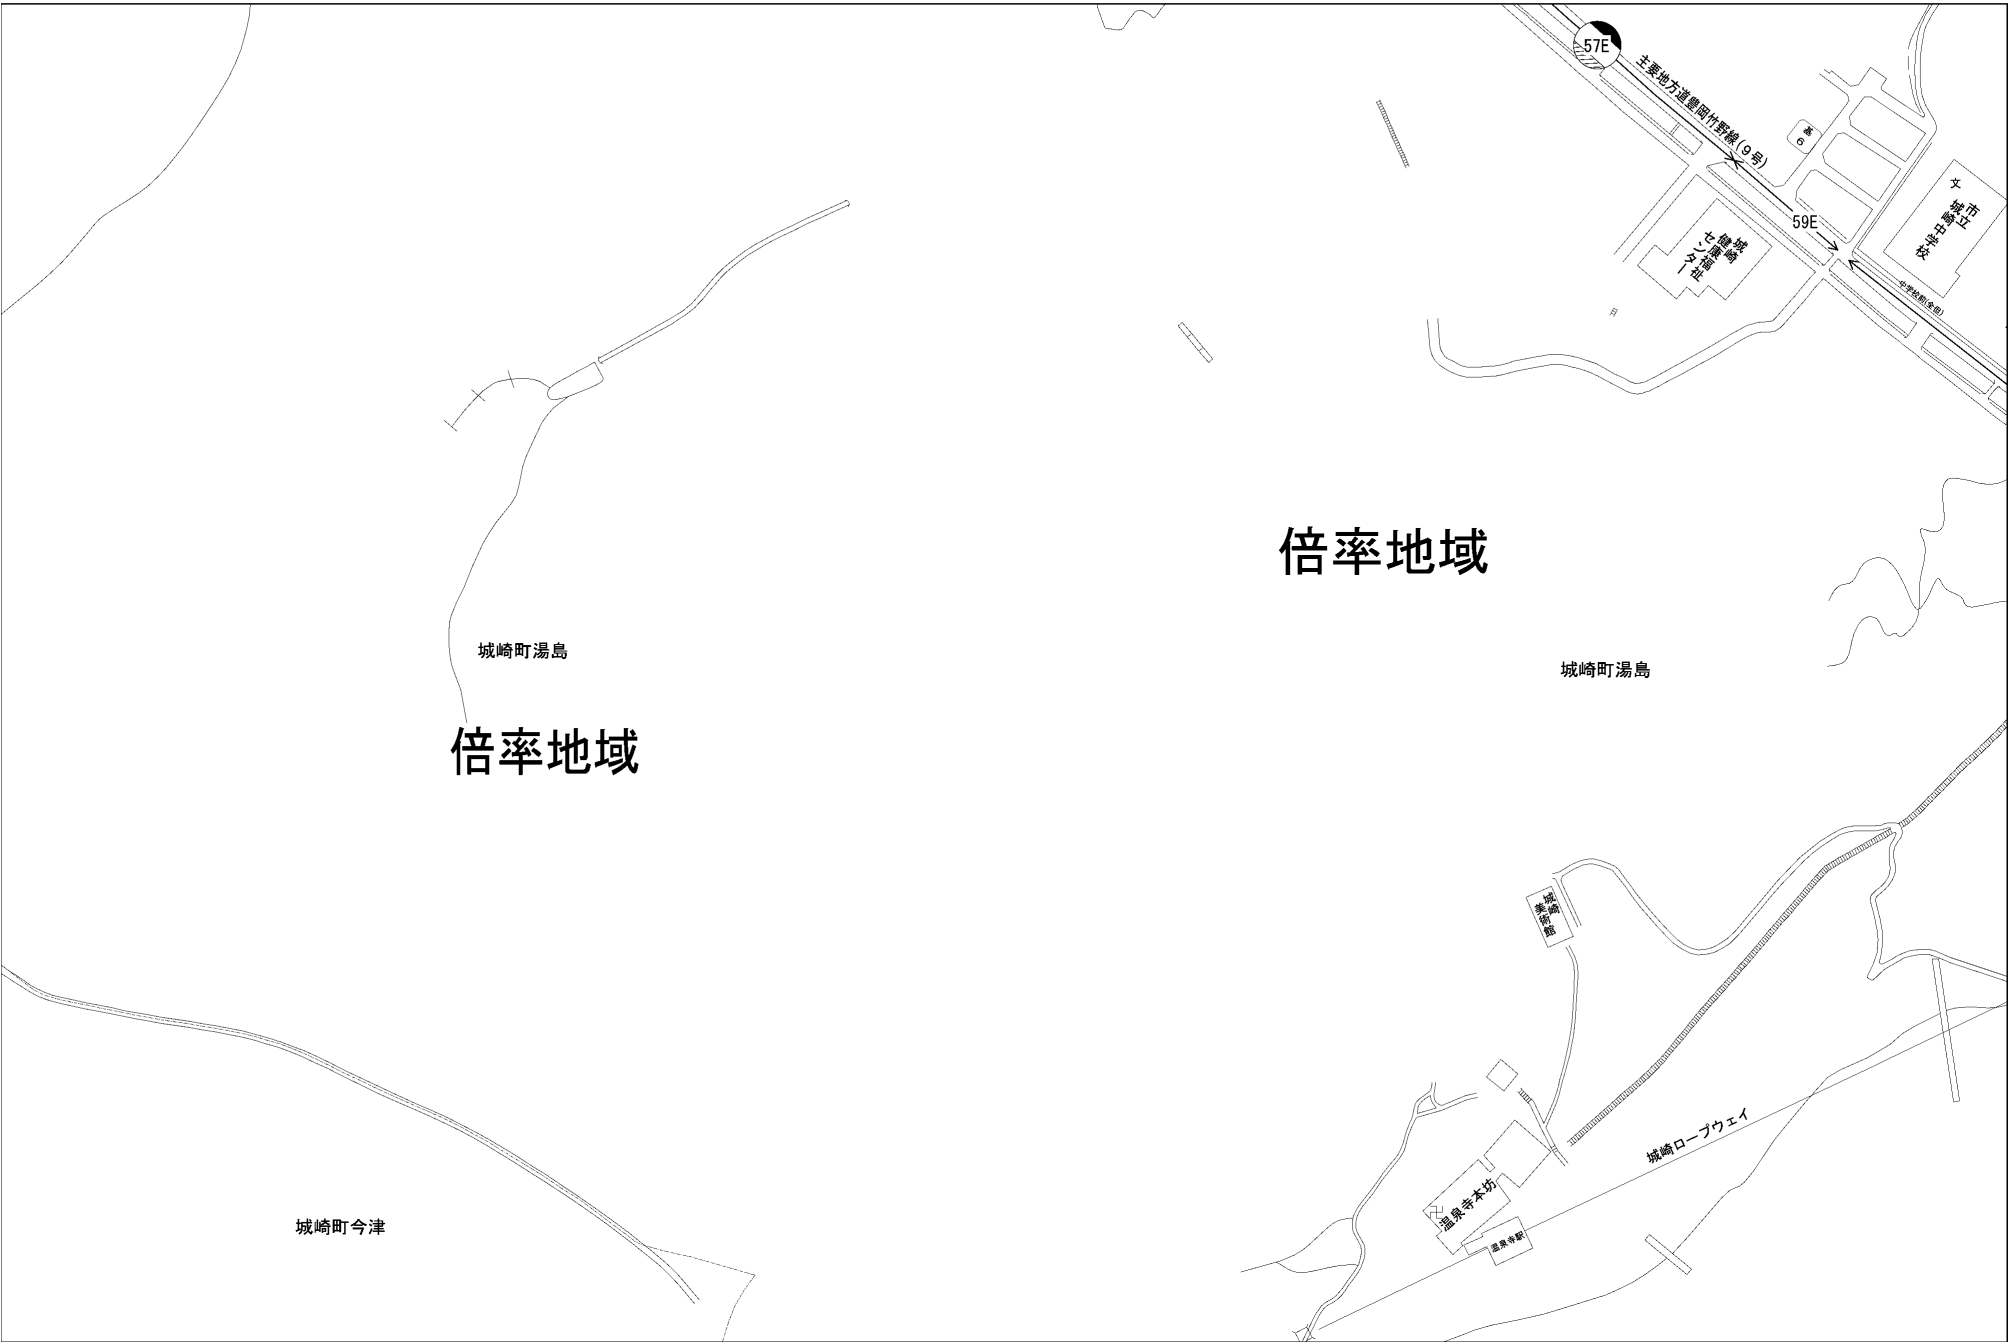 57E
主要地方道豊岡竹野線(9号)
基6
文
市立
城崎中学校
59E
城崎
健康福祉
センター
中学校前(全但)
倍率地域
城崎町湯島
城崎町湯島
倍率地域
城崎
美術館
城崎ロープウェイ
温泉寺本坊
温泉寺駅
城崎町今津